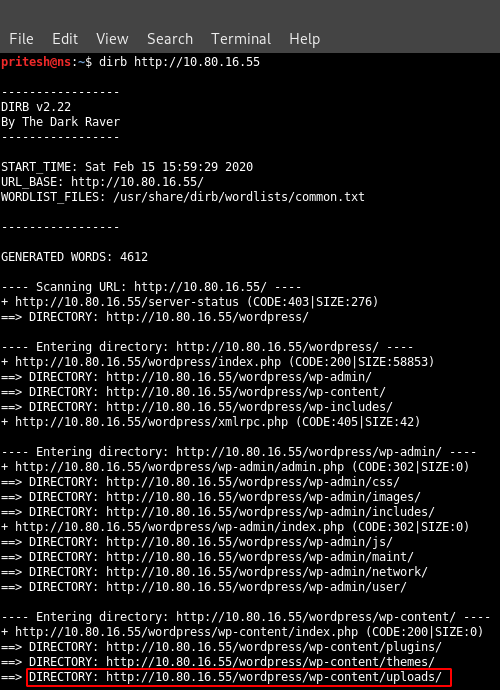 File Edit View Search Terminal Help
pritesh@ns:~$ dirb http://10.80.16.55
-----------------
DIRB v2.22
By The Dark Raver
-----------------
START_TIME: Sat Feb 15 15:59:29 2020
URL_BASE: http://10.80.16.55/
WORDLIST_FILES: /usr/share/dirb/wordlists/common.txt
-----------------
GENERATED WORDS: 4612
---- Scanning URL: http://10.80.16.55/ ----
+ http://10.80.16.55/server-status (CODE:403|SIZE:276)
==> DIRECTORY: http://10.80.16.55/wordpress/
---- Entering directory: http://10.80.16.55/wordpress/ ----
+ http://10.80.16.55/wordpress/index.php (CODE:200|SIZE:58853)
==> DIRECTORY: http://10.80.16.55/wordpress/wp-admin/
==> DIRECTORY: http://10.80.16.55/wordpress/wp-content/
==> DIRECTORY: http://10.80.16.55/wordpress/wp-includes/
+ http://10.80.16.55/wordpress/xmlrpc.php (CODE:405|SIZE:42)
---- Entering directory: http://10.80.16.55/wordpress/wp-admin/ ----
+ http://10.80.16.55/wordpress/wp-admin/admin.php (CODE:302|SIZE:0)
==> DIRECTORY: http://10.80.16.55/wordpress/wp-admin/css/
==> DIRECTORY: http://10.80.16.55/wordpress/wp-admin/images/
==> DIRECTORY: http://10.80.16.55/wordpress/wp-admin/includes/
+ http://10.80.16.55/wordpress/wp-admin/index.php (CODE:302|SIZE:0)
==> DIRECTORY: http://10.80.16.55/wordpress/wp-admin/js/
==> DIRECTORY: http://10.80.16.55/wordpress/wp-admin/maint/
==> DIRECTORY: http://10.80.16.55/wordpress/wp-admin/network/
==> DIRECTORY: http://10.80.16.55/wordpress/wp-admin/user/
---- Entering directory: http://10.80.16.55/wordpress/wp-content/ ----
+ http://10.80.16.55/wordpress/wp-content/index.php (CODE:200|SIZE:0)
==> DIRECTORY: http://10.80.16.55/wordpress/wp-content/plugins/
==> DIRECTORY: http://10.80.16.55/wordpress/wp-content/themes/
==> DIRECTORY: http://10.80.16.55/wordpress/wp-content/uploads/